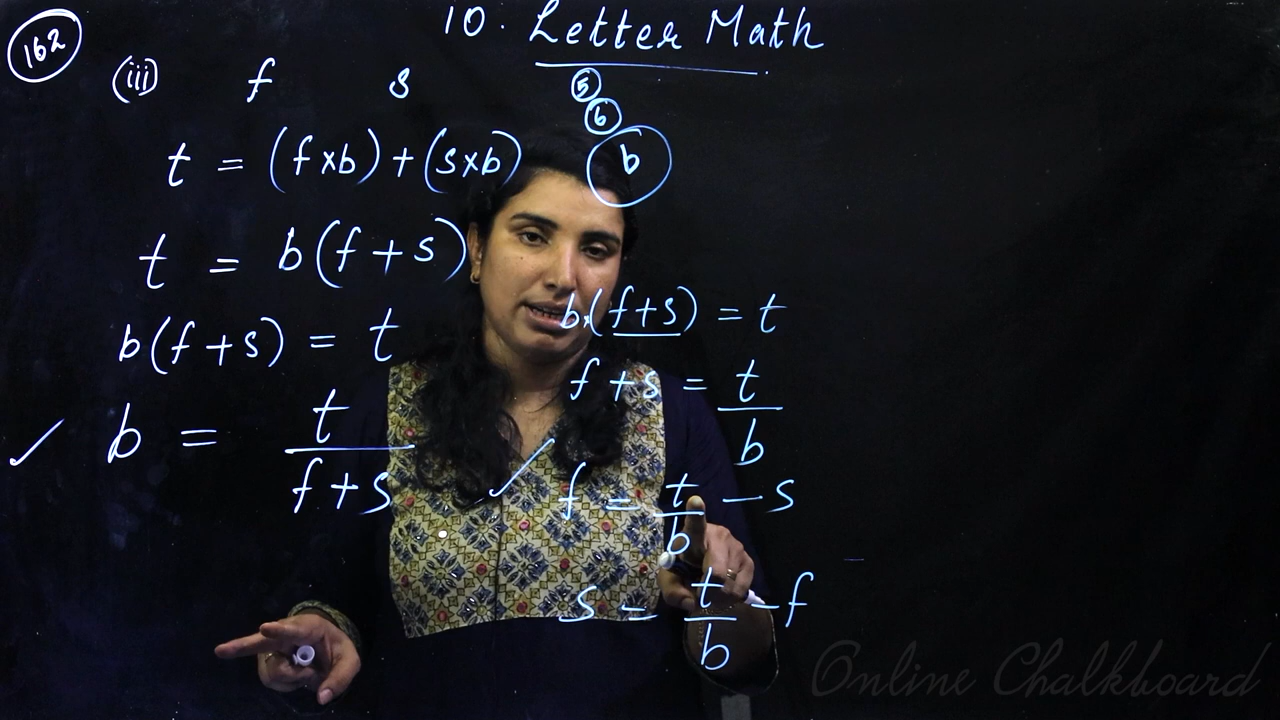 10. Letter Math
162
(iii) f s
5
6
b
t = (f×b) + (s×b)
t = b(f+s)
b(f+s) = t
✓ b = t/(f+s)
b×(f+s) = t
f+s = t/b
✓ f = t/b − s
s = t/b − f
Online Chalkboard